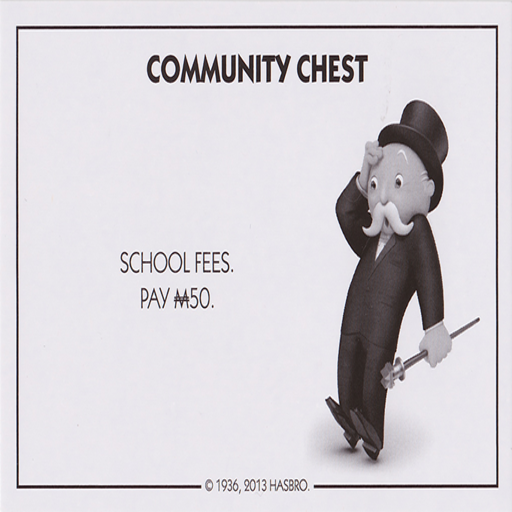 COMMUNITY CHEST
SCHOOL FEES.
PAY ₩50.
© 1936, 2013 HASBRO.